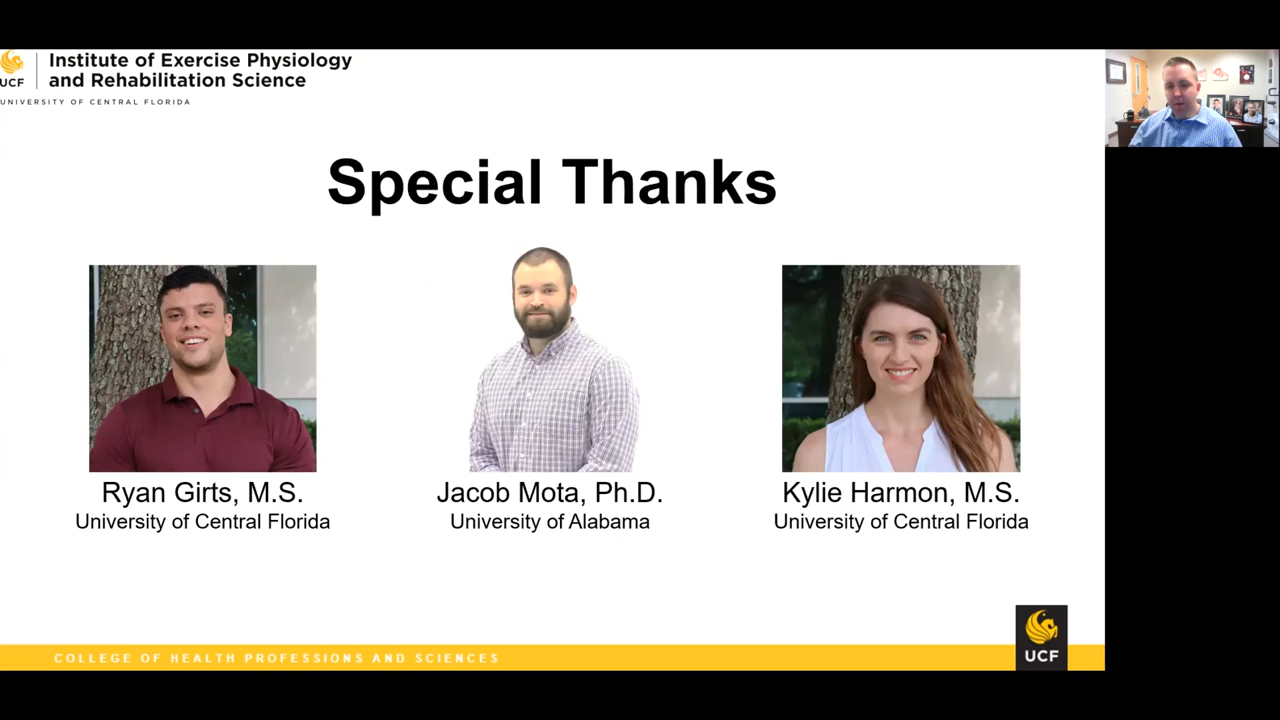 Institute of Exercise Physiology
and Rehabilitation Science
UCF
UNIVERSITY OF CENTRAL FLORIDA
Special Thanks
Ryan Girts, M.S.
University of Central Florida
Jacob Mota, Ph.D.
University of Alabama
Kylie Harmon, M.S.
University of Central Florida
COLLEGE OF HEALTH PROFESSIONS AND SCIENCES
UCF